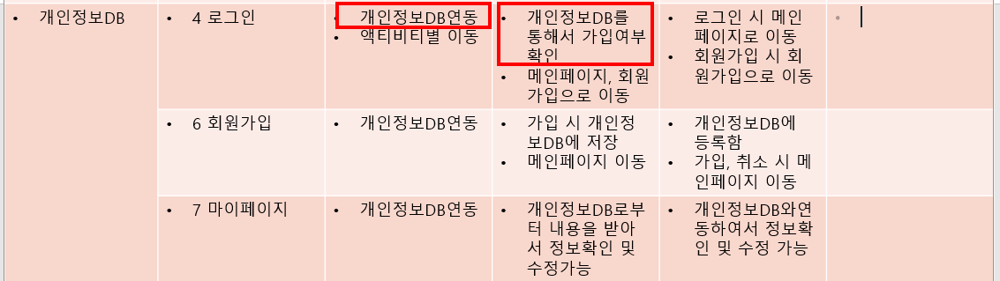 • 개인정보DB
• 4 로그인
• 개인정보DB연동
• 액티비티별 이동
• 개인정보DB를
통해서 가입여부
확인
• 메인페이지, 회원
가입으로 이동
• 로그인 시 메인
페이지로 이동
• 회원가입 시 회
원가입으로 이동
•
• 6 회원가입
• 개인정보DB연동
• 가입 시 개인정
보DB에 저장
• 메인페이지 이동
• 개인정보DB에
등록함
• 가입, 취소 시 메
인페이지 이동
• 7 마이페이지
• 개인정보DB연동
• 개인정보DB로부
터 내용을 받아
서 정보확인 및
수정가능
• 개인정보DB와연
동하여서 정보확
인 및 수정 가능